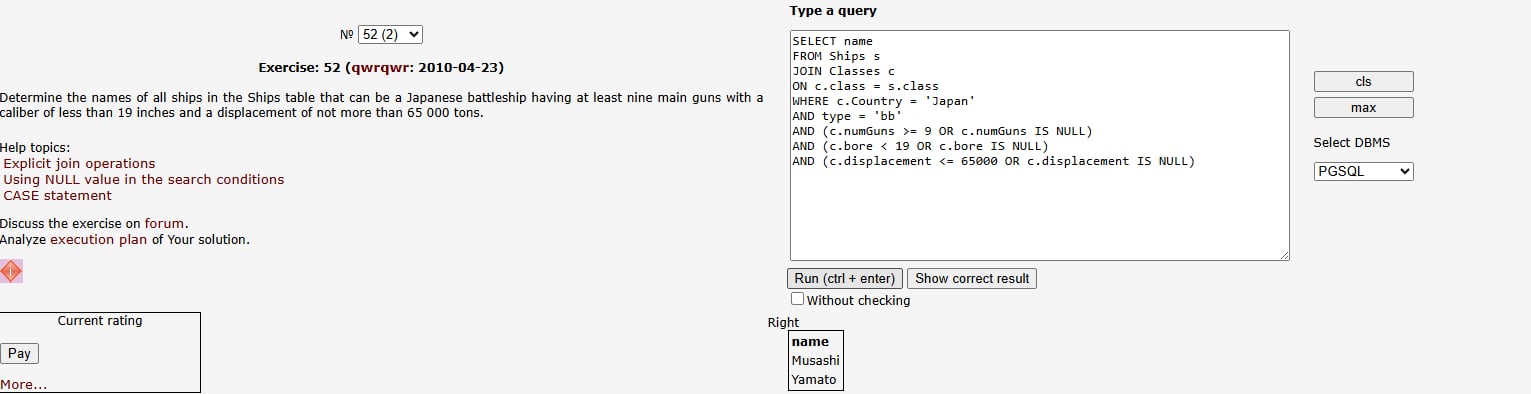 № 52 (2)
Exercise: 52 (qwrqwr: 2010-04-23)
Determine the names of all ships in the Ships table that can be a Japanese battleship having at least nine main guns with a
caliber of less than 19 inches and a displacement of not more than 65 000 tons.
Help topics:
Explicit join operations
Using NULL value in the search conditions
CASE statement
Discuss the exercise on forum.
Analyze execution plan of Your solution.
Current rating
Pay
More...
Type a query
SELECT name
FROM Ships s
JOIN Classes c
ON c.class = s.class
WHERE c.Country = 'Japan'
AND type = 'bb'
AND (c.numGuns >= 9 OR c.numGuns IS NULL)
AND (c.bore < 19 OR c.bore IS NULL)
AND (c.displacement <= 65000 OR c.displacement IS NULL)
cls
max
Select DBMS
PGSQL
Run (ctrl + enter) Show correct result
Without checking
Right
name
Musashi
Yamato